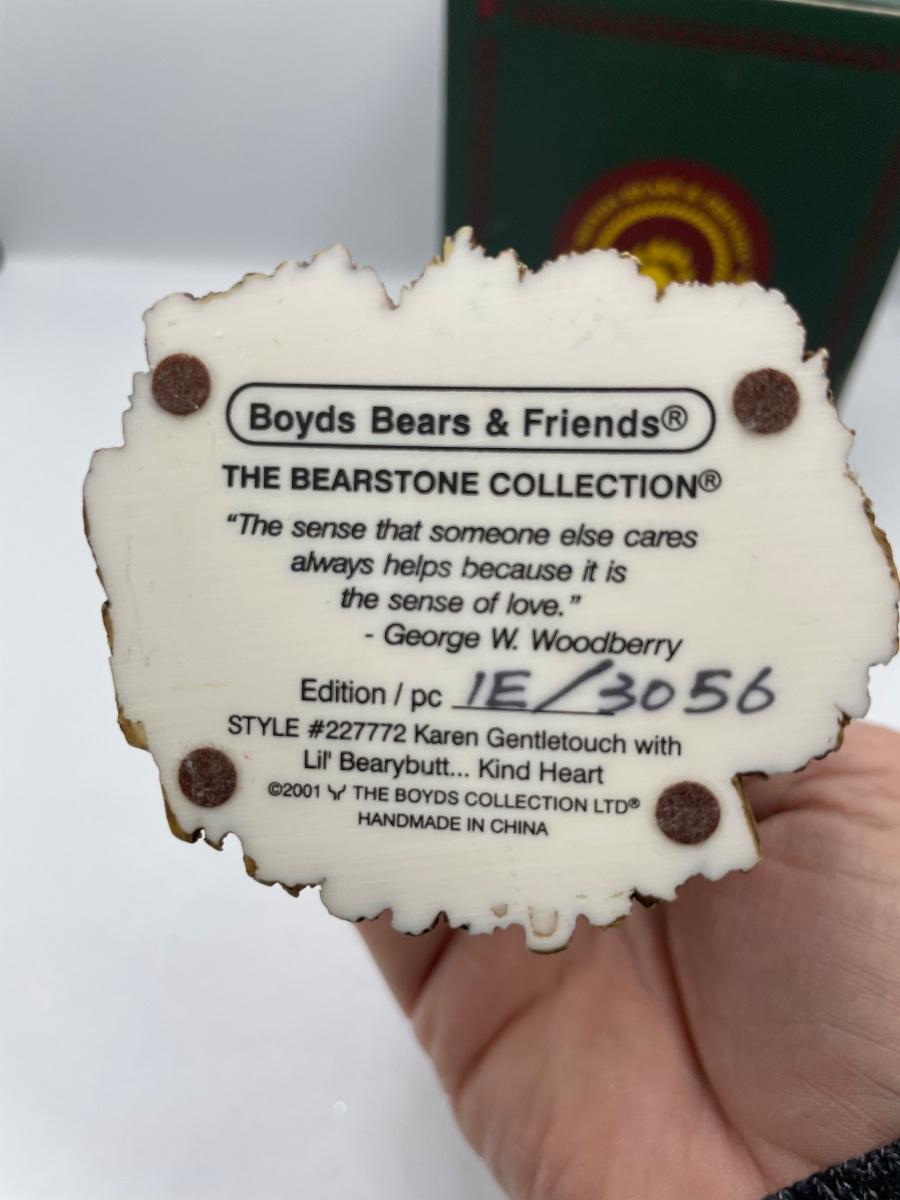 Boyds Bears & Friends®
THE BEARSTONE COLLECTION®
“The sense that someone else cares
always helps because it is
the sense of love.”
- George W. Woodberry
Edition / pc 1E/3056
STYLE #227772 Karen Gentletouch with
Lil' Bearybutt... Kind Heart
©2001 THE BOYDS COLLECTION LTD®
HANDMADE IN CHINA